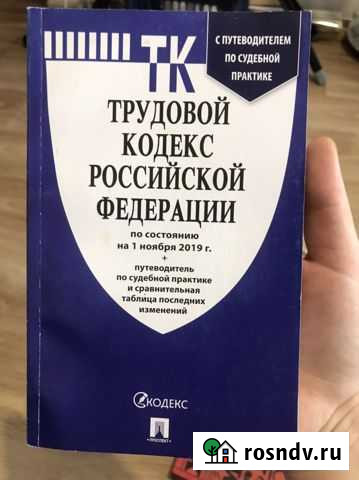 ТК
С ПУТЕВОДИТЕЛЕМ
ПО СУДЕБНОЙ
ПРАКТИКЕ
ТРУДОВОЙ
КОДЕКС
РОССИЙСКОЙ
ФЕДЕРАЦИИ
по состоянию
на 1 ноября 2019 г.
+
путеводитель
по судебной практике
и сравнительная
таблица последних
изменений
КОДЕКС
ПРОСПЕКТ
rosndv.ru